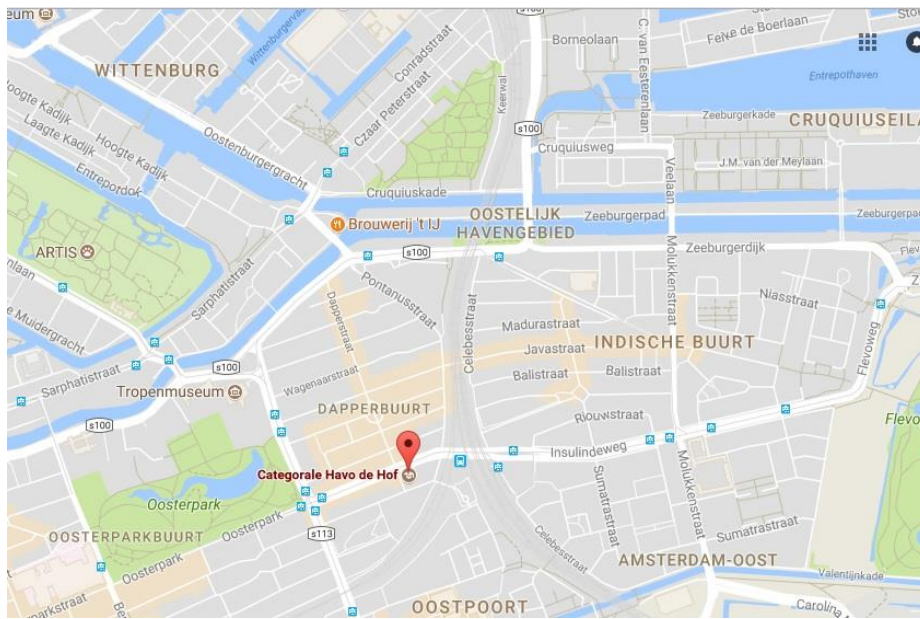 eum
WITTENBURG
Wittenburgervaart
Conradstraat
Czaar Peterstraat
Keerwal
s100
Borneolaan
C. van Eesterenlaan
Feike de Boerlaan
Entrepothaven
Hoogte Kadijk
Laagte Kadijk
Hoogte Kadijk
Entrepotdok
Oostenburgergracht
s100
Zeeburgerkade
CRUQUIUSEILA
Cruquiusweg
Veelaan
J.M. van der Meylaan
Cruquiuskade
OOSTELIJK
HAVENGEBIED
Zeeburgerpad
Zeeburgerpad
Brouwerij 't IJ
ARTIS
Sarphatistraat
s100
Zeeburgerdijk
Molukkenstraat
Pontanusstraat
Dapperstraat
Celebesstraat
Niasstraat
Flevoweg
e Muidergracht
Madurastraat
INDISCHE BUURT
Javastraat
Sarphatistraat
s100
Wagenaarstraat
Balistraat
Balistraat
Tropenmuseum
DAPPERBUURT
Riouwstraat
s100
Insulindeweg
Categorale Havo de Hof
Sumatrastraat
Molukkenstraat
Oosterpark
OOSTERPARKBUURT
Oosterpark
s113
Celebesstraat
Sumatrastraat
Oosterpark
AMSTERDAM-OOST
Valentijnkade
OOSTPOORT
Carolina